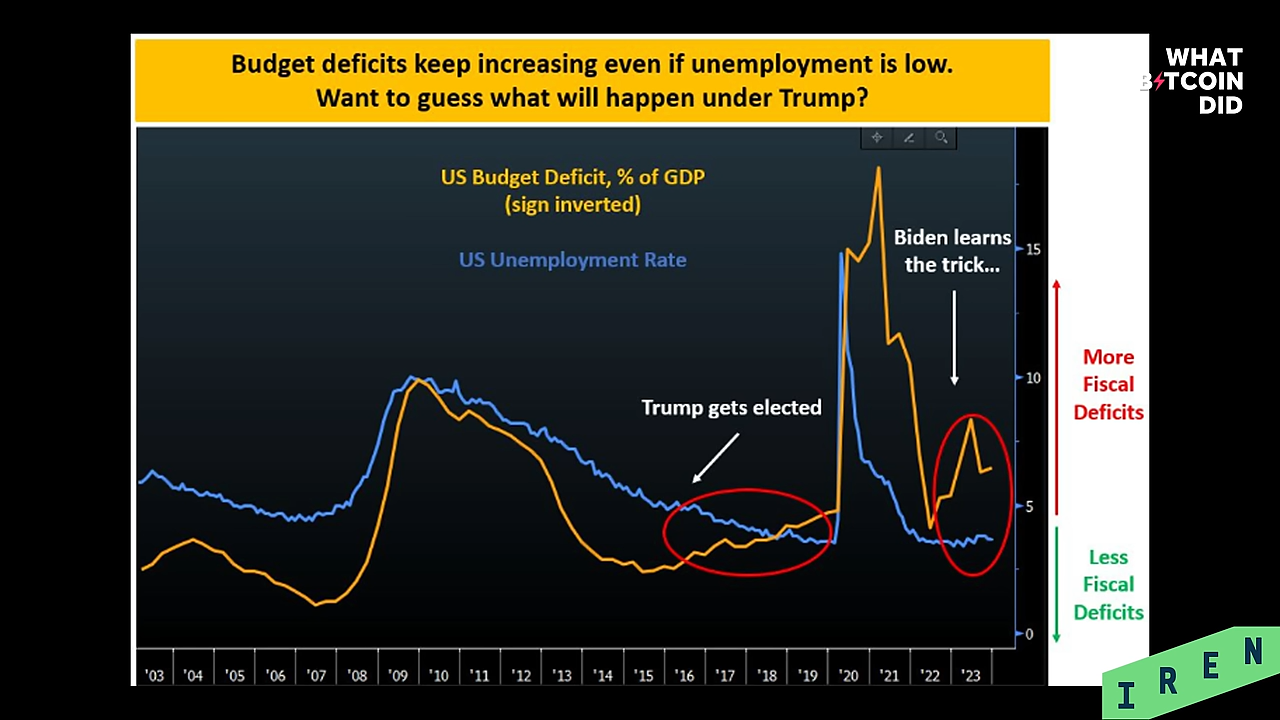 Budget deficits keep increasing even if unemployment is low.
Want to guess what will happen under Trump?
WHAT
BTCOIN
DID
US Budget Deficit, % of GDP
(sign inverted)
US Unemployment Rate
Biden learns
the trick...
Trump gets elected
15
10
5
0
More
Fiscal
Deficits
Less
Fiscal
Deficits
'03 '04 '05 '06 '07 '08 '09 '10 '11 '12 '13 '14 '15 '16 '17 '18 '19 '20 '21 '22 '23
IREN